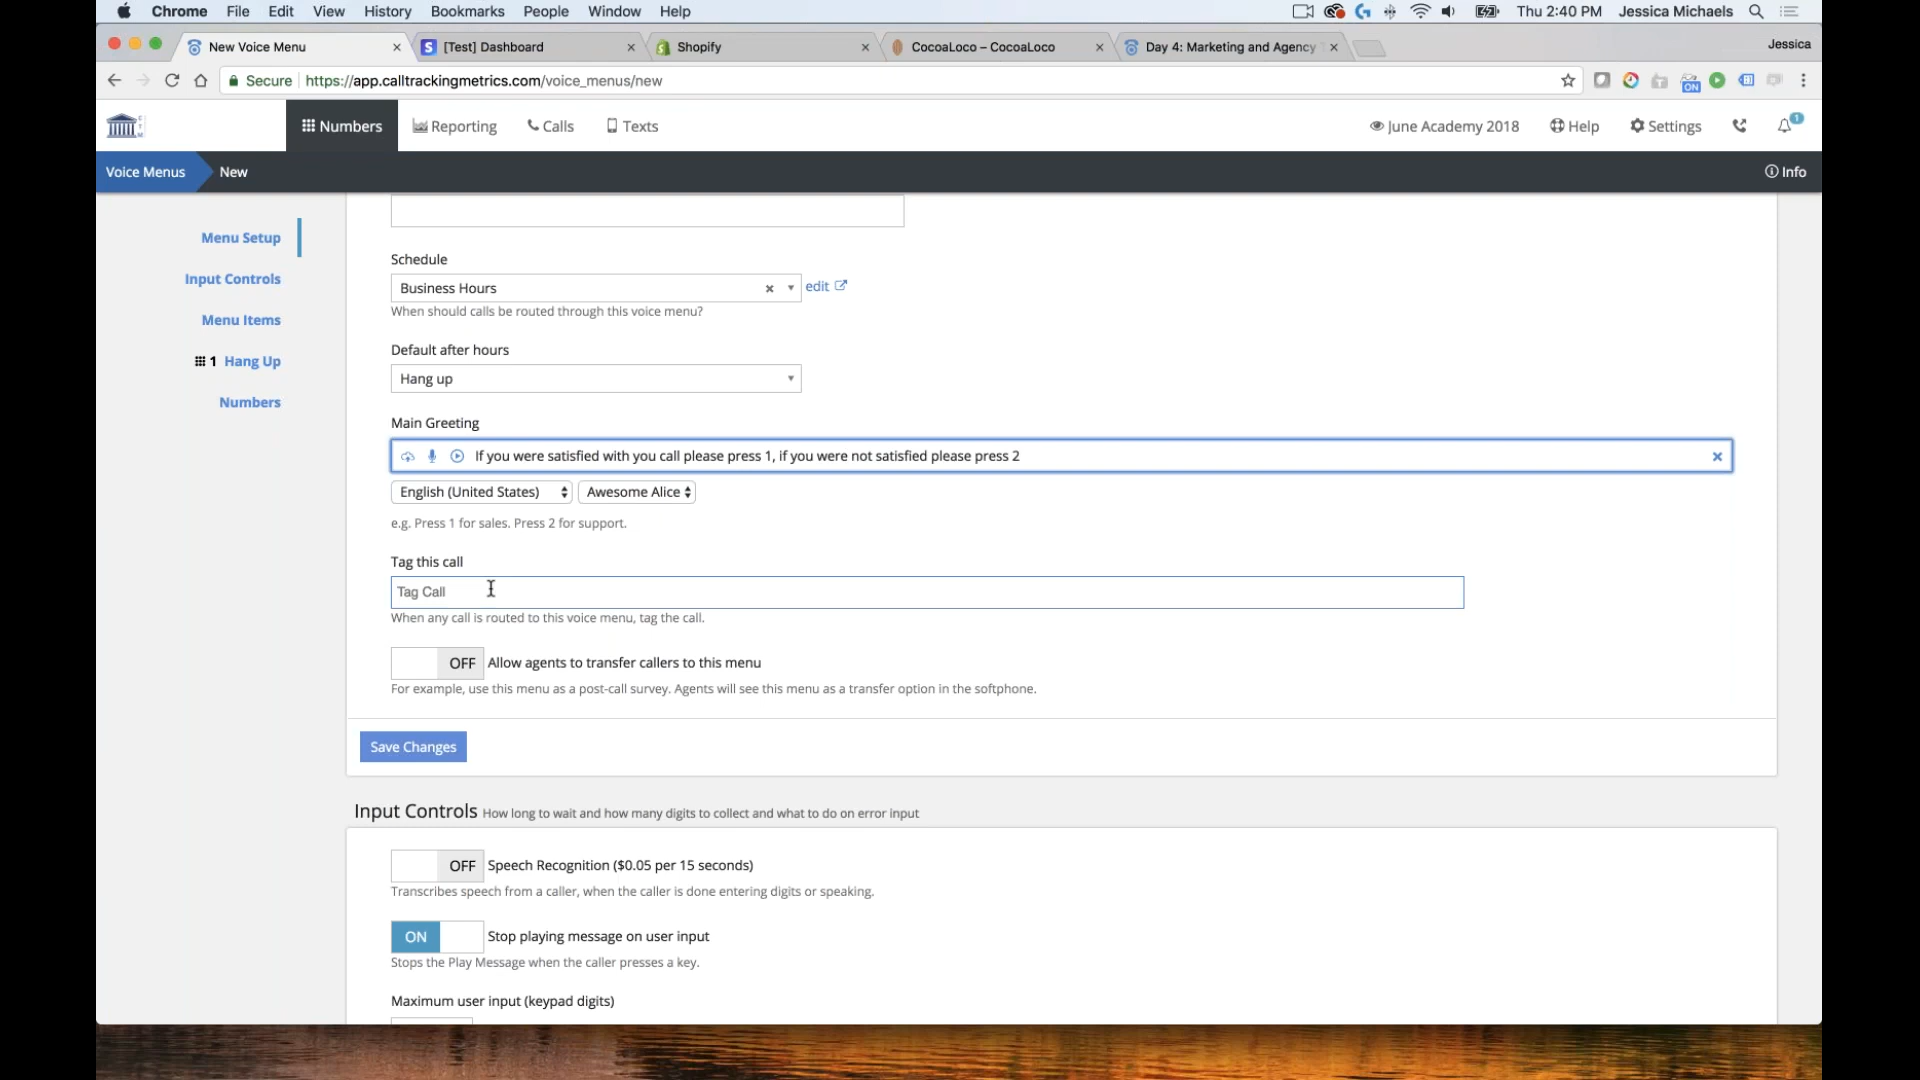 Chrome File Edit View History Bookmarks People Window Help Thu 2:40 PM Jessica Michaels
New Voice Menu [Test] Dashboard Shopify CocoaLoco – CocoaLoco Day 4: Marketing and Agency Jessica
Secure https://app.calltrackingmetrics.com/voice_menus/new ON
Numbers Reporting Calls Texts June Academy 2018 Help Settings 1
Voice Menus New Info
Menu Setup
Input Controls
Menu Items
1 Hang Up
Numbers
Schedule
Business Hours edit
When should calls be routed through this voice menu?
Default after hours
Hang up
Main Greeting
If you were satisfied with you call please press 1, if you were not satisfied please press 2
English (United States) Awesome Alice
e.g. Press 1 for sales. Press 2 for support.
Tag this call
Tag Call
When any call is routed to this voice menu, tag the call.
OFF Allow agents to transfer callers to this menu
For example, use this menu as a post-call survey. Agents will see this menu as a transfer option in the softphone.
Save Changes
Input Controls How long to wait and how many digits to collect and what to do on error input
OFF Speech Recognition ($0.05 per 15 seconds)
Transcribes speech from a caller, when the caller is done entering digits or speaking.
ON Stop playing message on user input
Stops the Play Message when the caller presses a key.
Maximum user input (keypad digits)